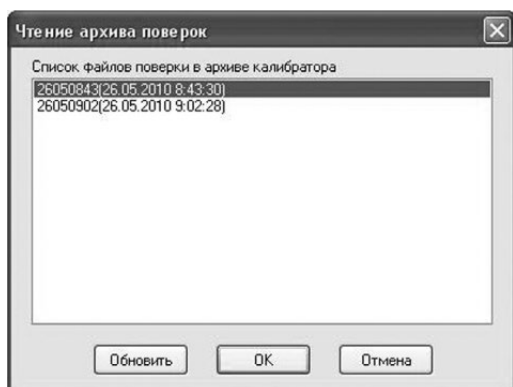 Чтение архива поверок
Список файлов поверки в архиве калибратора
26050843(26.05.2010 8:43:30)
26050902(26.05.2010 9:02:28)
Обновить OK Отмена